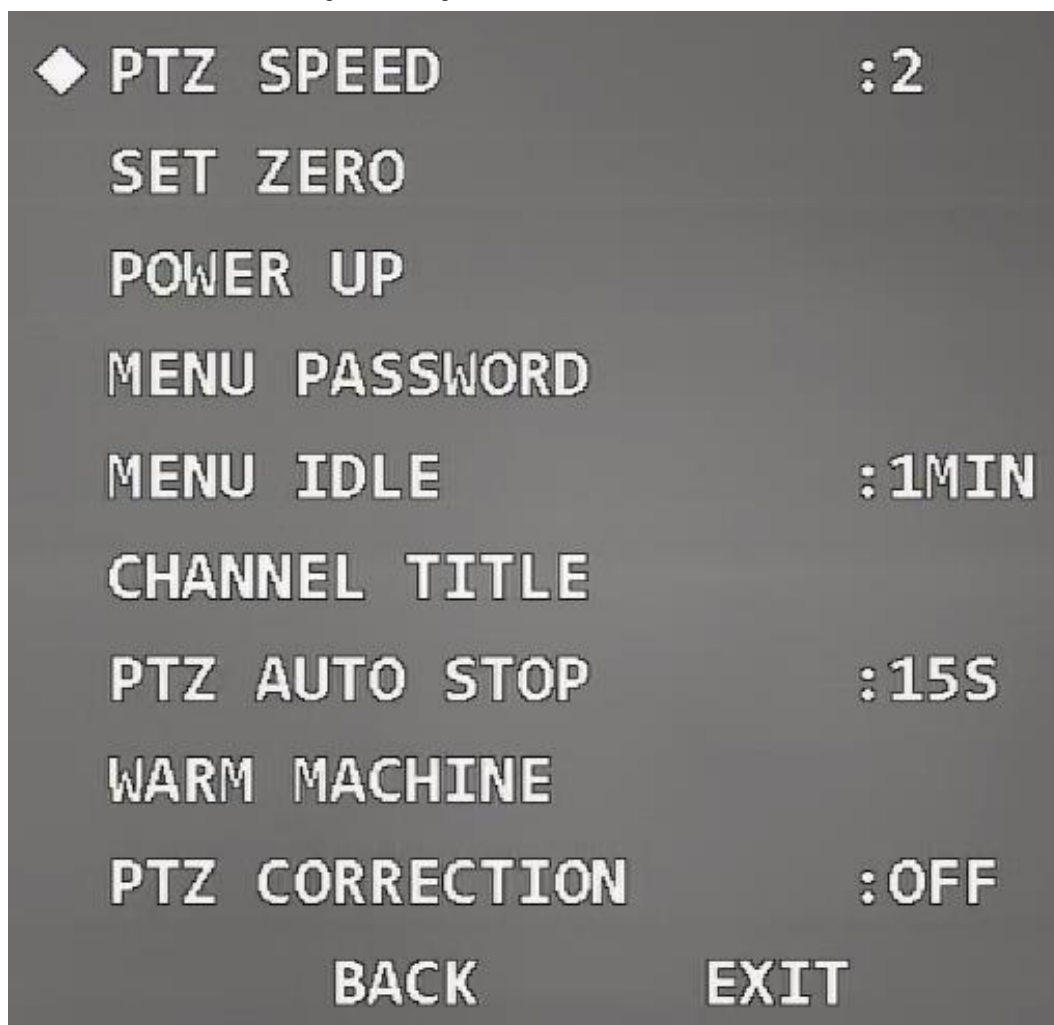 PTZ SPEED :2
SET ZERO
POWER UP
MENU PASSWORD
MENU IDLE :1MIN
CHANNEL TITLE
PTZ AUTO STOP :15S
WARM MACHINE
PTZ CORRECTION :OFF
BACK EXIT